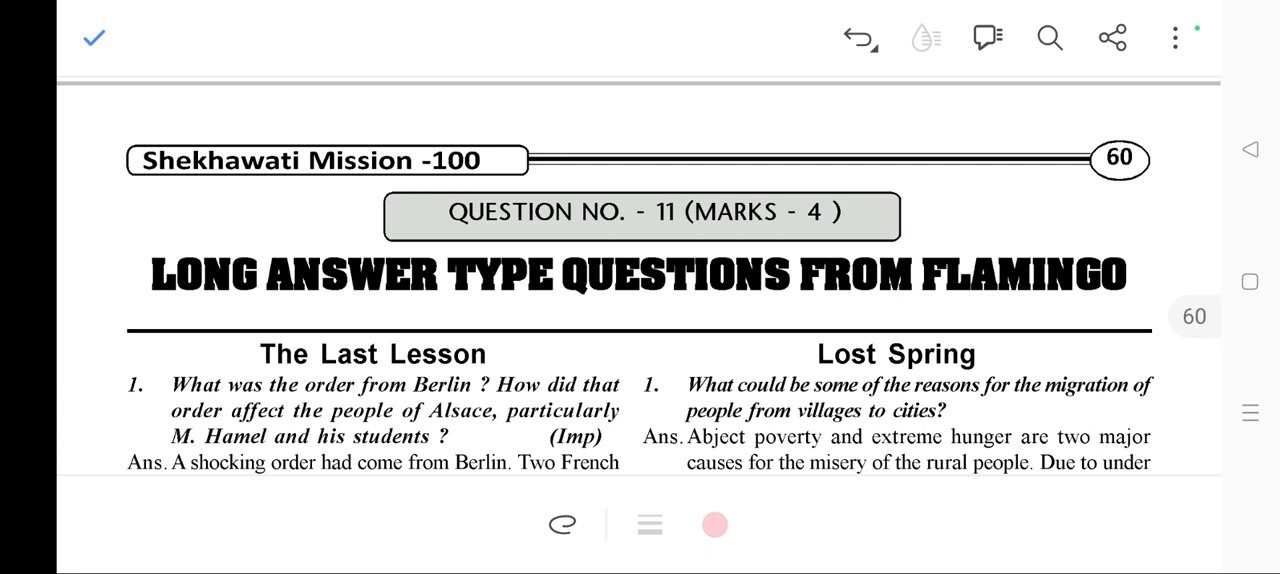 Shekhawati Mission -100
60
QUESTION NO. - 11 (MARKS - 4 )
LONG ANSWER TYPE QUESTIONS FROM FLAMINGO
60
The Last Lesson
1. What was the order from Berlin ? How did that
order affect the people of Alsace, particularly
M. Hamel and his students ? (Imp)
Ans. A shocking order had come from Berlin. Two French
Lost Spring
1. What could be some of the reasons for the migration of
people from villages to cities?
Ans. Abject poverty and extreme hunger are two major
causes for the misery of the rural people. Due to under